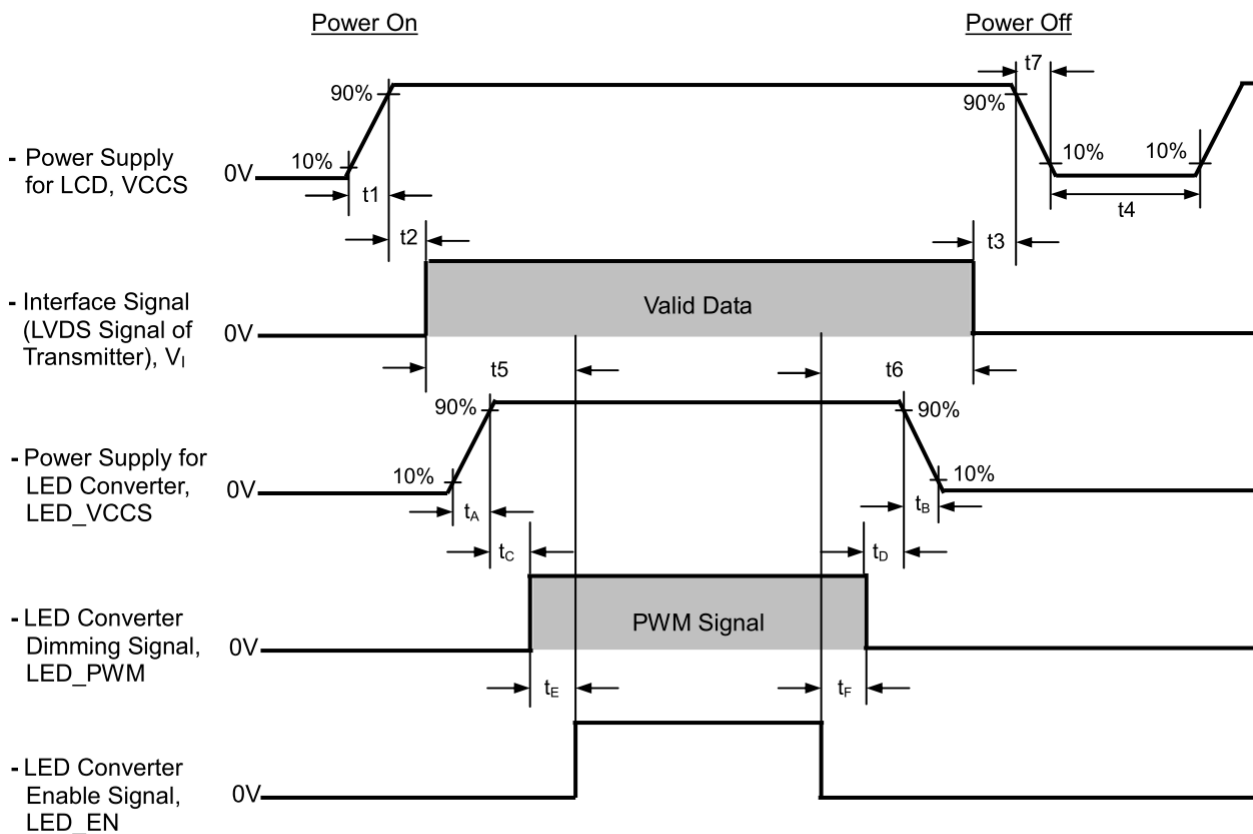 Power On
Power Off
t7
90%
90%
- Power Supply
for LCD, VCCS
10%
10%
10%
0V
t1
t4
t2
t3
- Interface Signal
(LVDS Signal of
Transmitter), VI
0V
Valid Data
t5
t6
90%
90%
- Power Supply for
LED Converter,
LED_VCCS
10%
10%
0V
tA
tB
tC
tD
- LED Converter
Dimming Signal,
LED_PWM
0V
PWM Signal
tE
tF
- LED Converter
Enable Signal,
LED_EN
0V